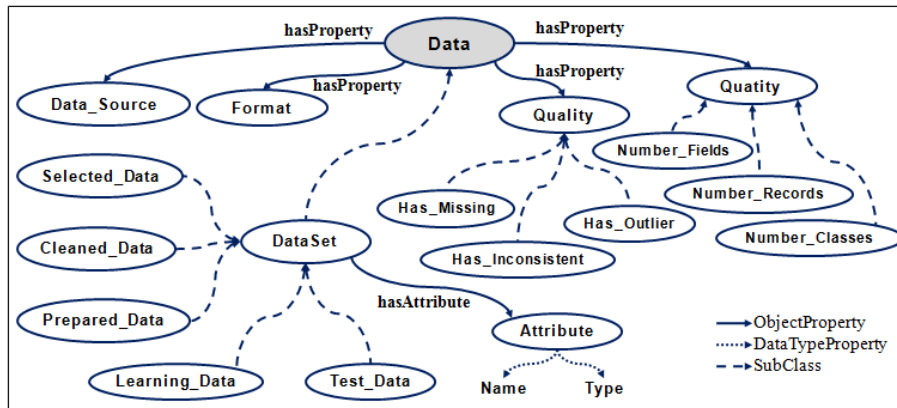 hasProperty
Data
hasProperty
hasProperty
hasProperty
Data_Source
Format
Quality
Quatity
Number_Fields
Selected_Data
Has_Missing
Number_Records
Has_Outlier
Cleaned_Data
DataSet
Number_Classes
Has_Inconsistent
hasAttribute
Prepared_Data
Attribute
ObjectProperty
DataTypeProperty
SubClass
Learning_Data
Test_Data
Name
Type